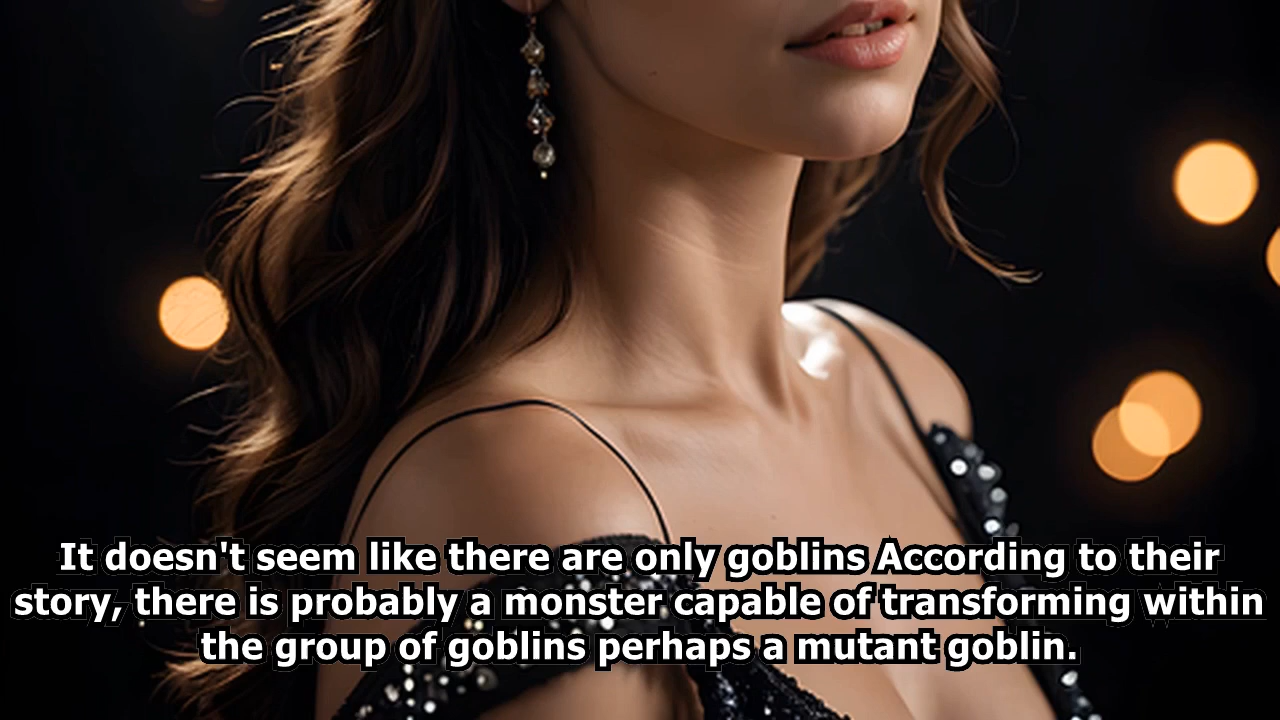 It doesn't seem like there are only goblins According to their
story, there is probably a monster capable of transforming within
the group of goblins perhaps a mutant goblin.